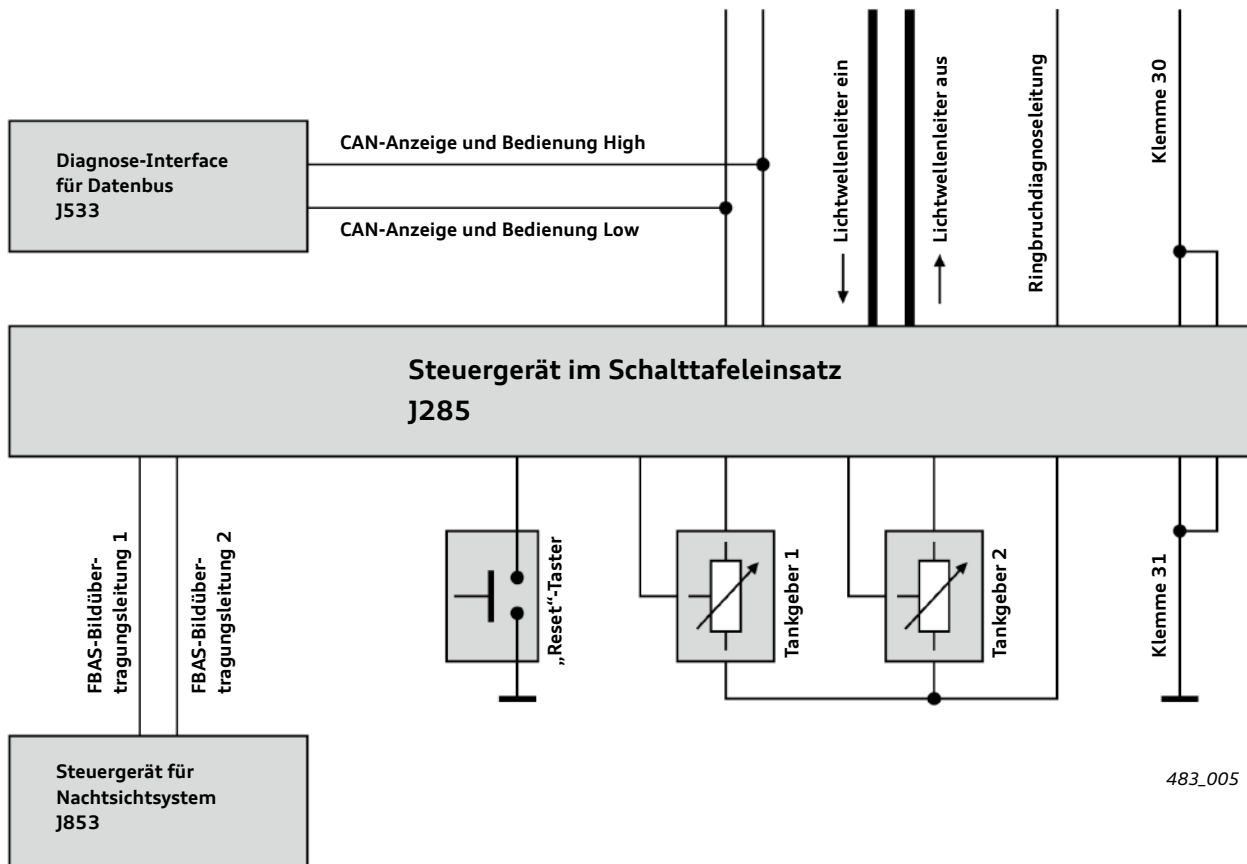 Diagnose-Interface
für Datenbus
J533
CAN-Anzeige und Bedienung High
CAN-Anzeige und Bedienung Low
Lichtwellenleiter ein
Lichtwellenleiter aus
Ringbruchdiagnoseleitung
Klemme 30
Steuergerät im Schalttafeleinsatz
J285
FBAS-Bildüber-
tragungsleitung 1
FBAS-Bildüber-
tragungsleitung 2
„Reset“-Taster
Tankgeber 1
Tankgeber 2
Klemme 31
Steuergerät für
Nachtsichtsystem
J853
483_005